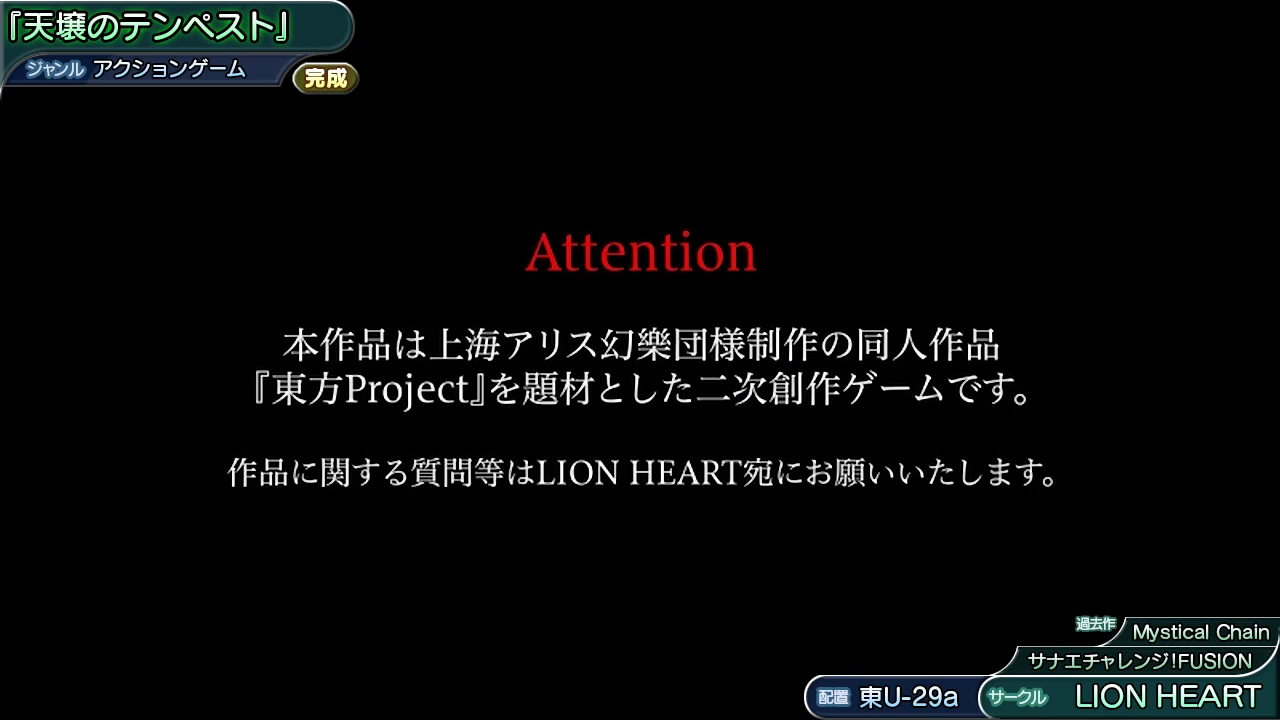 『天壌のテンペスト』
ジャンル アクションゲーム
完成
Attention
本作品は上海アリス幻樂団様制作の同人作品
『東方Project』を題材とした二次創作ゲームです。
作品に関する質問等はLION HEART宛にお願いいたします。
過去作 Mystical Chain
サナエチャレンジ!FUSION
配置 東U-29a サークル LION HEART